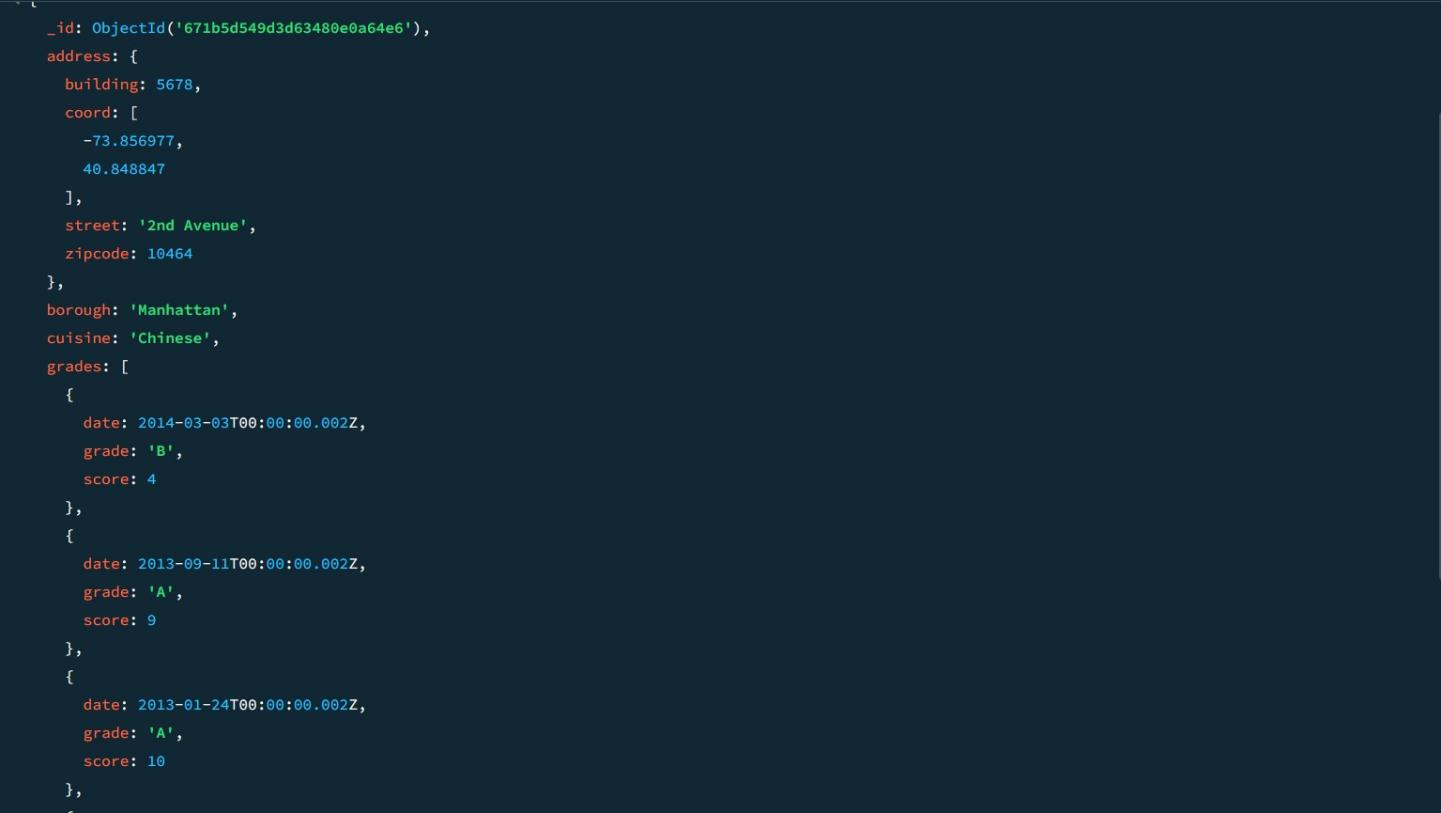 _id: ObjectId('671b5d549d3d63480e0a64e6'),
address: {
building: 5678,
coord: [
-73.856977,
40.848847
],
street: '2nd Avenue',
zipcode: 10464
},
borough: 'Manhattan',
cuisine: 'Chinese',
grades: [
{
date: 2014-03-03T00:00:00.002Z,
grade: 'B',
score: 4
},
{
date: 2013-09-11T00:00:00.002Z,
grade: 'A',
score: 9
},
{
date: 2013-01-24T00:00:00.002Z,
grade: 'A',
score: 10
},